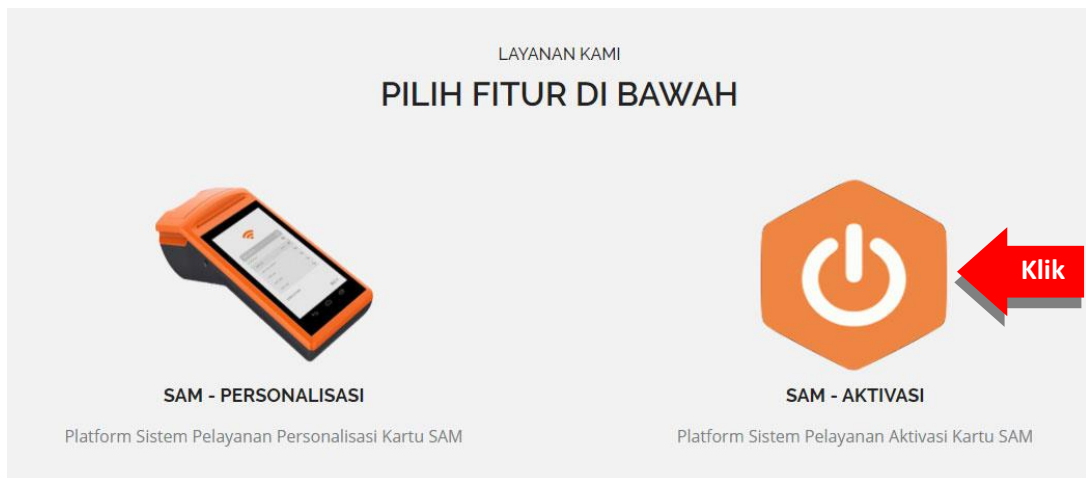 LAYANAN KAMI
PILIH FITUR DI BAWAH
Klik
SAM - PERSONALISASI
SAM - AKTIVASI
Platform Sistem Pelayanan Personalisasi Kartu SAM
Platform Sistem Pelayanan Aktivasi Kartu SAM